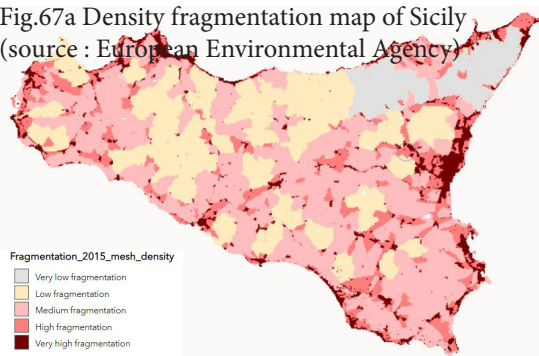 Fig.67a Density fragmentation map of Sicily
(source : European Environmental Agency)
Fragmentation_2015_mesh_density
Very low fragmentation
Low fragmentation
Medium fragmentation
High fragmentation
Very high fragmentation